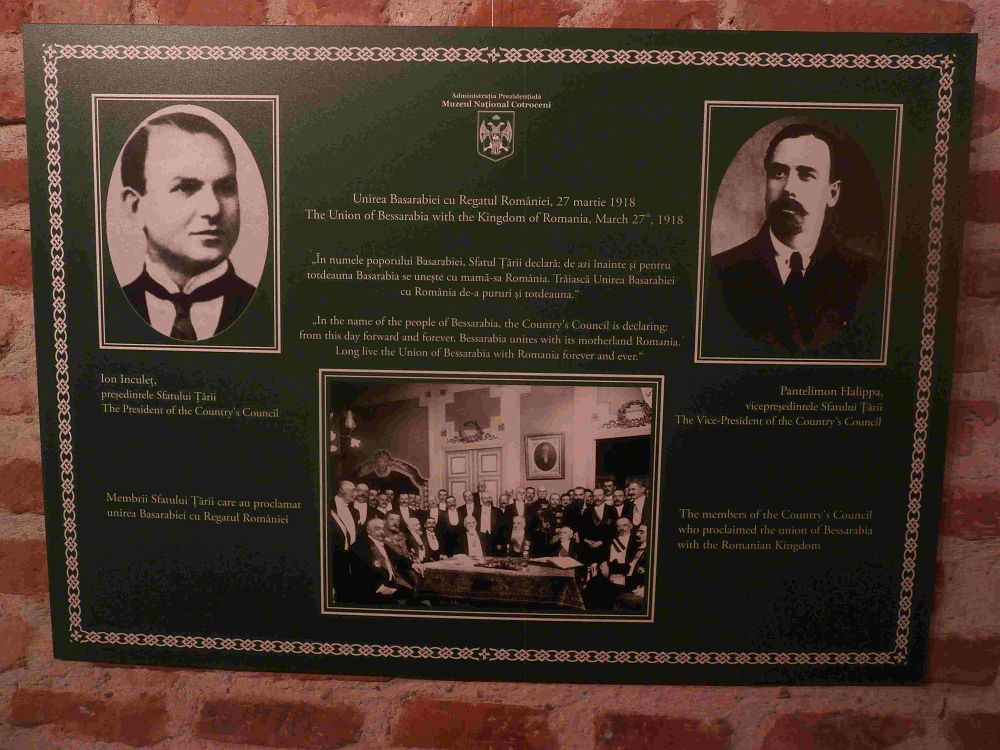 Administrația Prezidențială
Muzeul Național Cotroceni
Unirea Basarabiei cu Regatul României, 27 martie 1918
The Union of Bessarabia with the Kingdom of Romania, March 27th, 1918
„În numele poporului Basarabiei, Sfatul Țării declară: de azi înainte și pentru
totdeauna Basarabia se unește cu mamă-sa România. Trăiască Unirea Basarabiei
cu România de-a pururi și totdeauna.“
„In the name of the people of Bessarabia, the Country's Council is declaring:
from this day forward and forever, Bessarabia unites with its motherland Romania.
Long live the Union of Bessarabia with Romania forever and ever.“
Ion Inculeț,
președintele Sfatului Țării
The President of the Country's Council
Pantelimon Halippa,
vicepreședintele Sfatului Țării
The Vice-President of the Country's Council
Membrii Sfatului Țării care au proclamat
unirea Basarabiei cu Regatul României
The members of the Country's Council
who proclaimed the union of Bessarabia
with the Romanian Kingdom